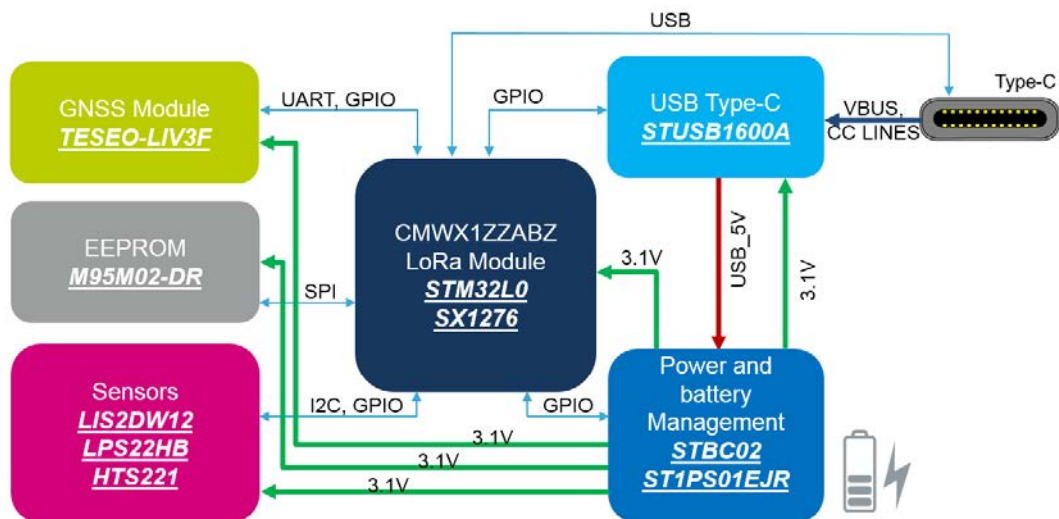 USB
Type-C
GNSS Module
TESEO-LIV3F
UART, GPIO
GPIO
USB Type-C
STUSB1600A
VBUS,
CC LINES
EEPROM
M95M02-DR
SPI
CMWX1ZZABZ
LoRa Module
STM32L0
SX1276
3.1V
USB_5V
3.1V
Sensors
LIS2DW12
LPS22HB
HTS221
I2C, GPIO
GPIO
Power and
battery
Management
STBC02
ST1PS01EJR
3.1V
3.1V
3.1V